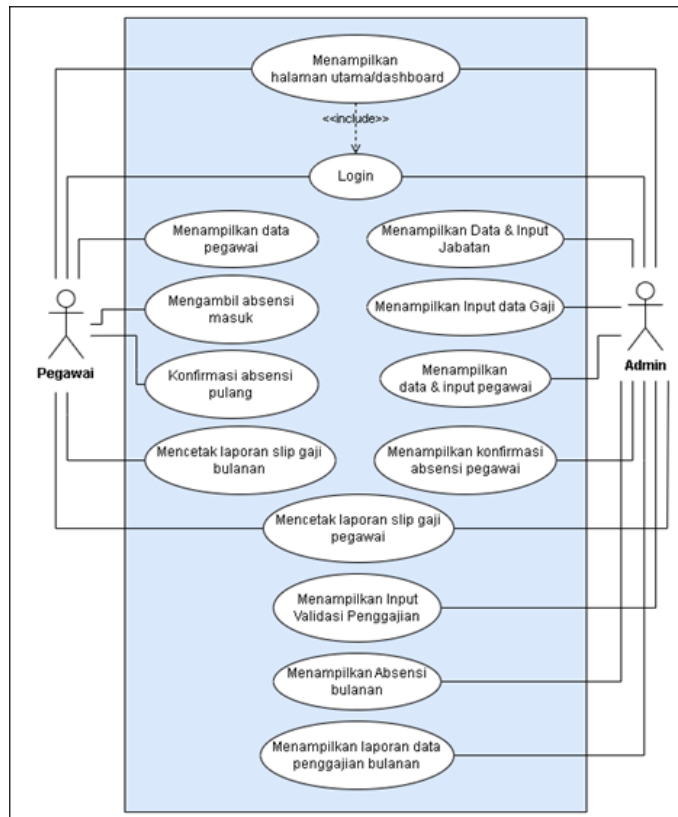 Menampilkan
halaman utama/dashboard
<<include>>
Login
Menampilkan data
pegawai
Menampilkan Data & Input
Jabatan
Mengambil absensi
masuk
Menampilkan Input data Gaji
Pegawai
Admin
Konfirmasi absensi
pulang
Menampilkan
data & input pegawai
Mencetak laporan slip gaji
bulanan
Menampilkan konfirmasi
absensi pegawai
Mencetak laporan slip gaji
pegawai
Menampilkan Input
Validasi Penggajian
Menampilkan Absensi
bulanan
Menampilkan laporan data
penggajian bulanan